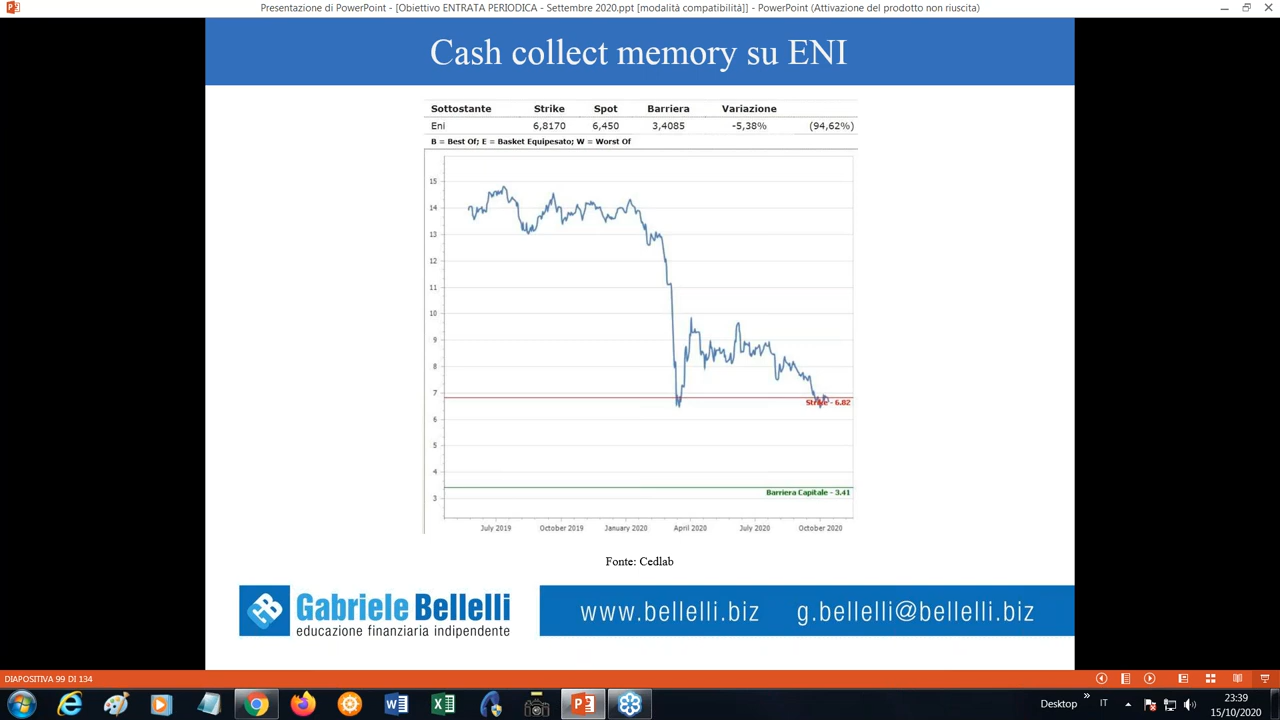 Presentazione di PowerPoint - [Obiettivo ENTRATA PERIODICA - Settembre 2020.ppt [modalità compatibilità]] - PowerPoint (Attivazione del prodotto non riuscita)
Cash collect memory su ENI
Sottostante Strike Spot Barriera Variazione
Eni 6,8170 6,450 3,4085 -5,38% (94,62%)
B = Best Of; E = Basket Equipesato; W = Worst Of
15
14
13
12
11
10
9
8
7
Strike - 6.82
6
5
4
Barriera Capitale - 3.41
3
July 2019 October 2019 January 2020 April 2020 July 2020 October 2020
Fonte: Cedlab
Gabriele Bellelli
educazione finanziaria indipendente
www.bellelli.biz g.bellelli@bellelli.biz
DIAPOSITIVA 99 DI 134
Desktop » IT 23:39
15/10/2020